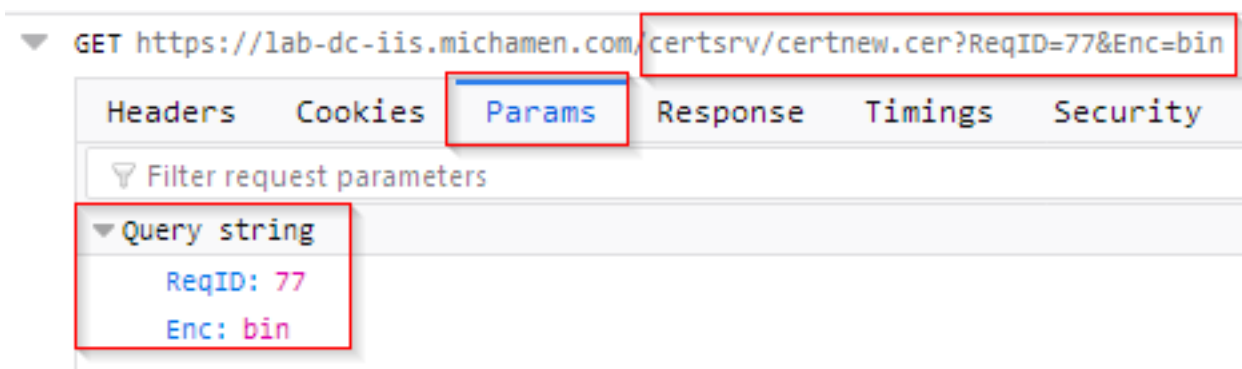 GET https://lab-dc-iis.michamen.com/certsrv/certnew.cer?ReqID=77&Enc=bin
Headers Cookies Params Response Timings Security
Filter request parameters
Query string
ReqID: 77
Enc: bin